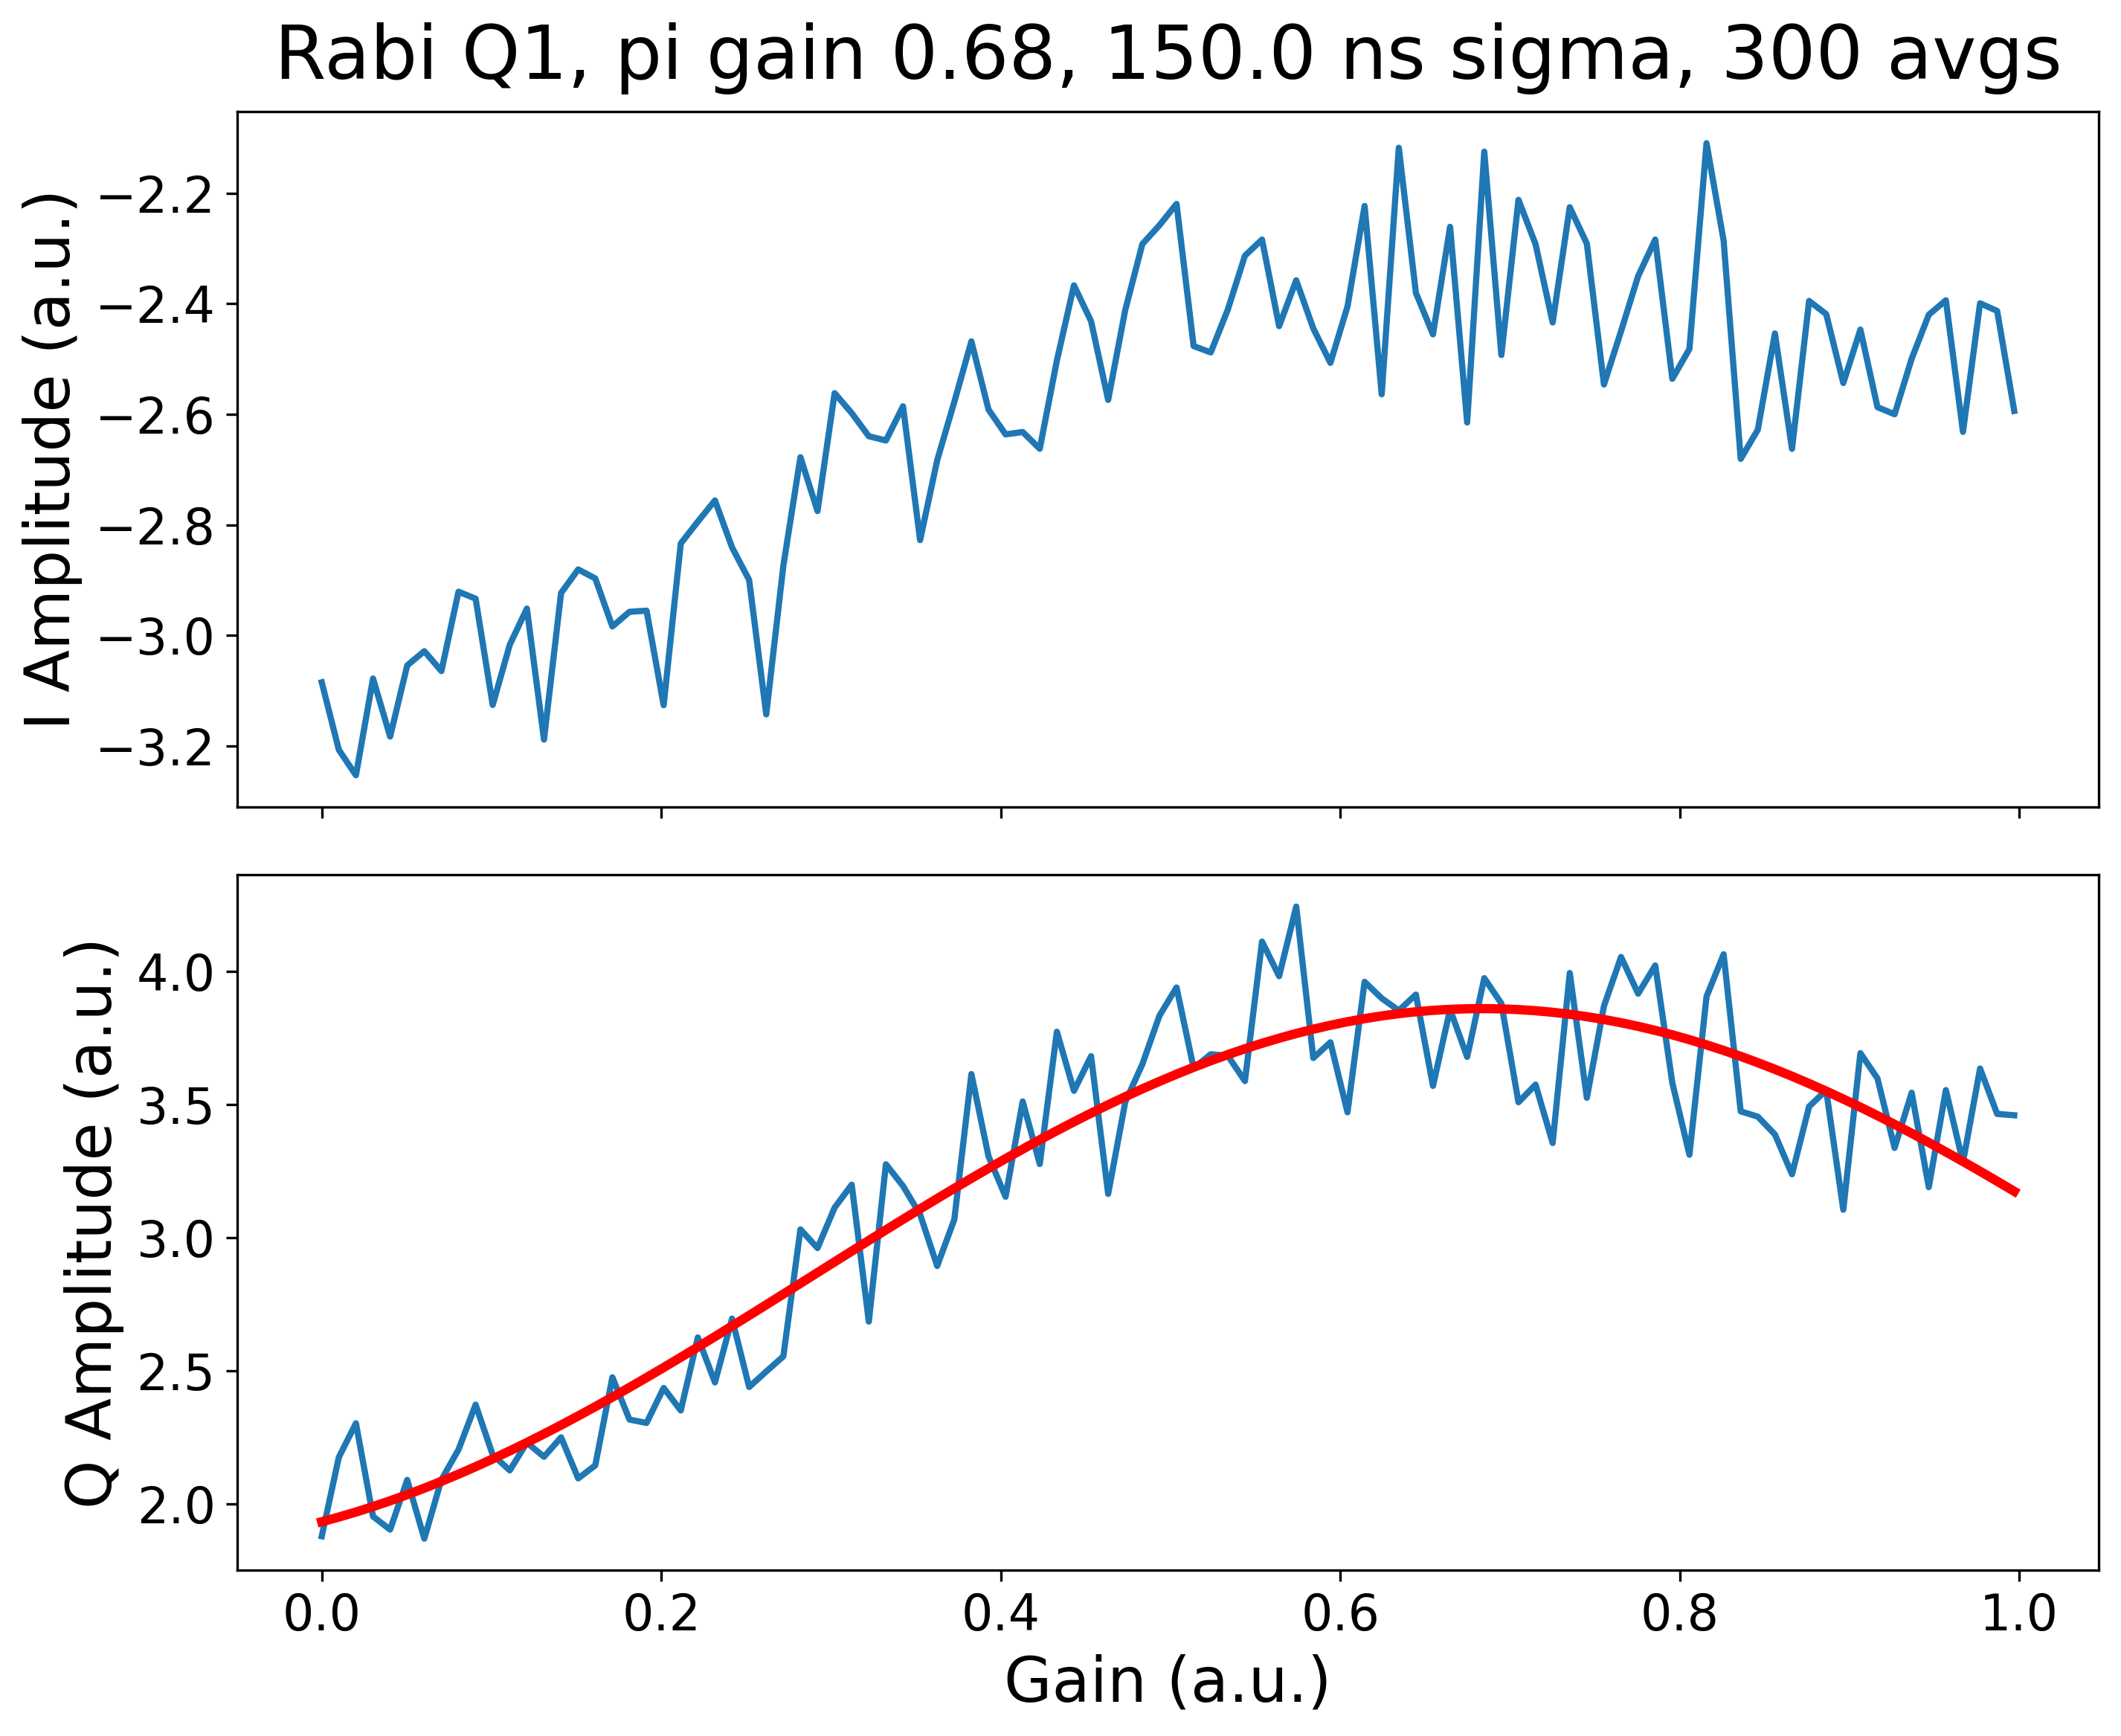 Rabi Q1, pi gain 0.68, 150.0 ns sigma, 300 avgs
I Amplitude (a.u.)
−2.2
−2.4
−2.6
−2.8
−3.0
−3.2
Q Amplitude (a.u.)
4.0
3.5
3.0
2.5
2.0
0.0 0.2 0.4 0.6 0.8 1.0
Gain (a.u.)